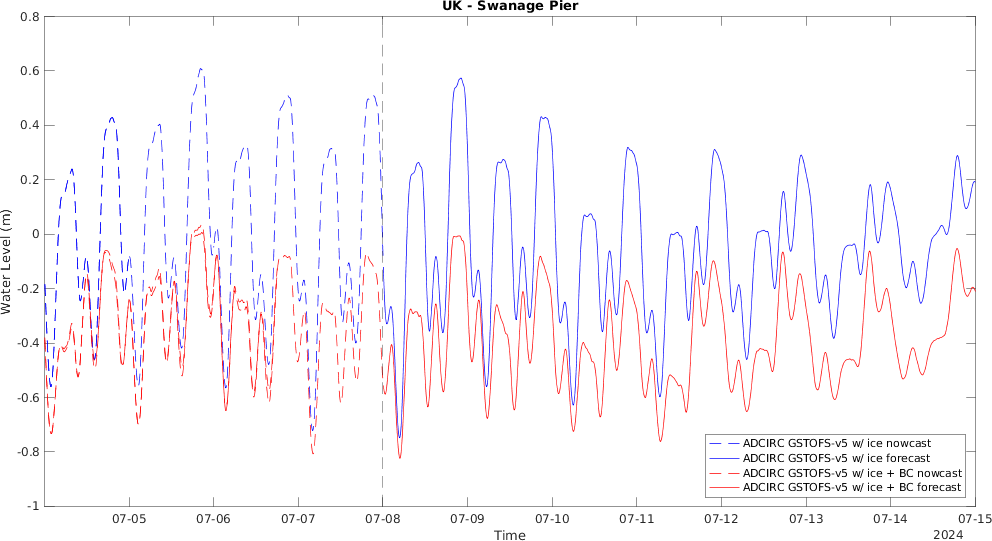 UK - Swanage Pier
0.8
0.6
0.4
0.2
0
-0.2
-0.4
-0.6
-0.8
-1
Water Level (m)
ADCIRC GSTOFS-v5 w/ ice nowcast
ADCIRC GSTOFS-v5 w/ ice forecast
ADCIRC GSTOFS-v5 w/ ice + BC nowcast
ADCIRC GSTOFS-v5 w/ ice + BC forecast
07-05 07-06 07-07 07-08 07-09 07-10 07-11 07-12 07-13 07-14 07-15
Time
2024